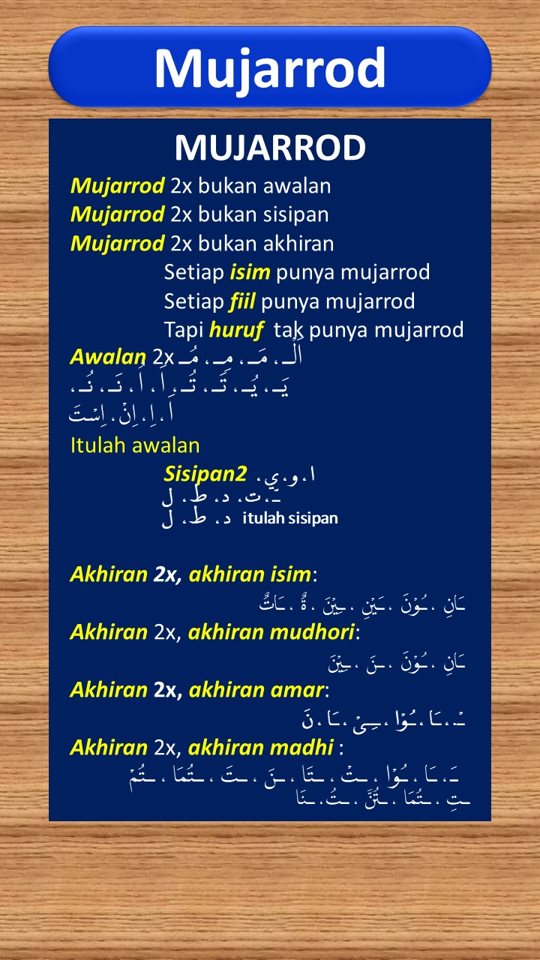 Mujarrod
MUJARROD
Mujarrod 2x bukan awalan
Mujarrod 2x bukan sisipan
Mujarrod 2x bukan akhiran
Setiap isim punya mujarrod
Setiap fiil punya mujarrod
Tapi huruf tak punya mujarrod
Awalan 2x اَلْـ ، مَـ ، مِـ ، مُـ
يَـ ، يُـ ، تَـ ، تُـ ، اَ ، اُ ، نَـ ، نُـ ،
اَ ، اِ ، اِنْ ، اِسْتَ
Itulah awalan
Sisipan2 ا ، و ، ي ،
ـّ ، ت ، د ، ط ، ل
د ، ط ، ل itulah sisipan
Akhiran 2x, akhiran isim:
ـَانِ ، ـُوْنَ ، ـَيْنِ ، ـِيْنَ ، ةٌ ، ـَاتٌ
Akhiran 2x, akhiran mudhori:
ـَانِ ، ـُوْنَ ، ـنَ ، ـِيْنَ
Akhiran 2x, akhiran amar:
ـْ ، ـَا ، ـُوْا ، ـِيْ ، ـَا ، نَ
Akhiran 2x, akhiran madhi :
ـَ ، ـَا ، ـُوْا ، ـتْ ، ـتَا ، ـنَ ، ـتَ ، ـتُمَا ، ـتُمْ
ـتِ ، ـتُمَا ، ـتُنَّ ، ـتُ ، ـنَا